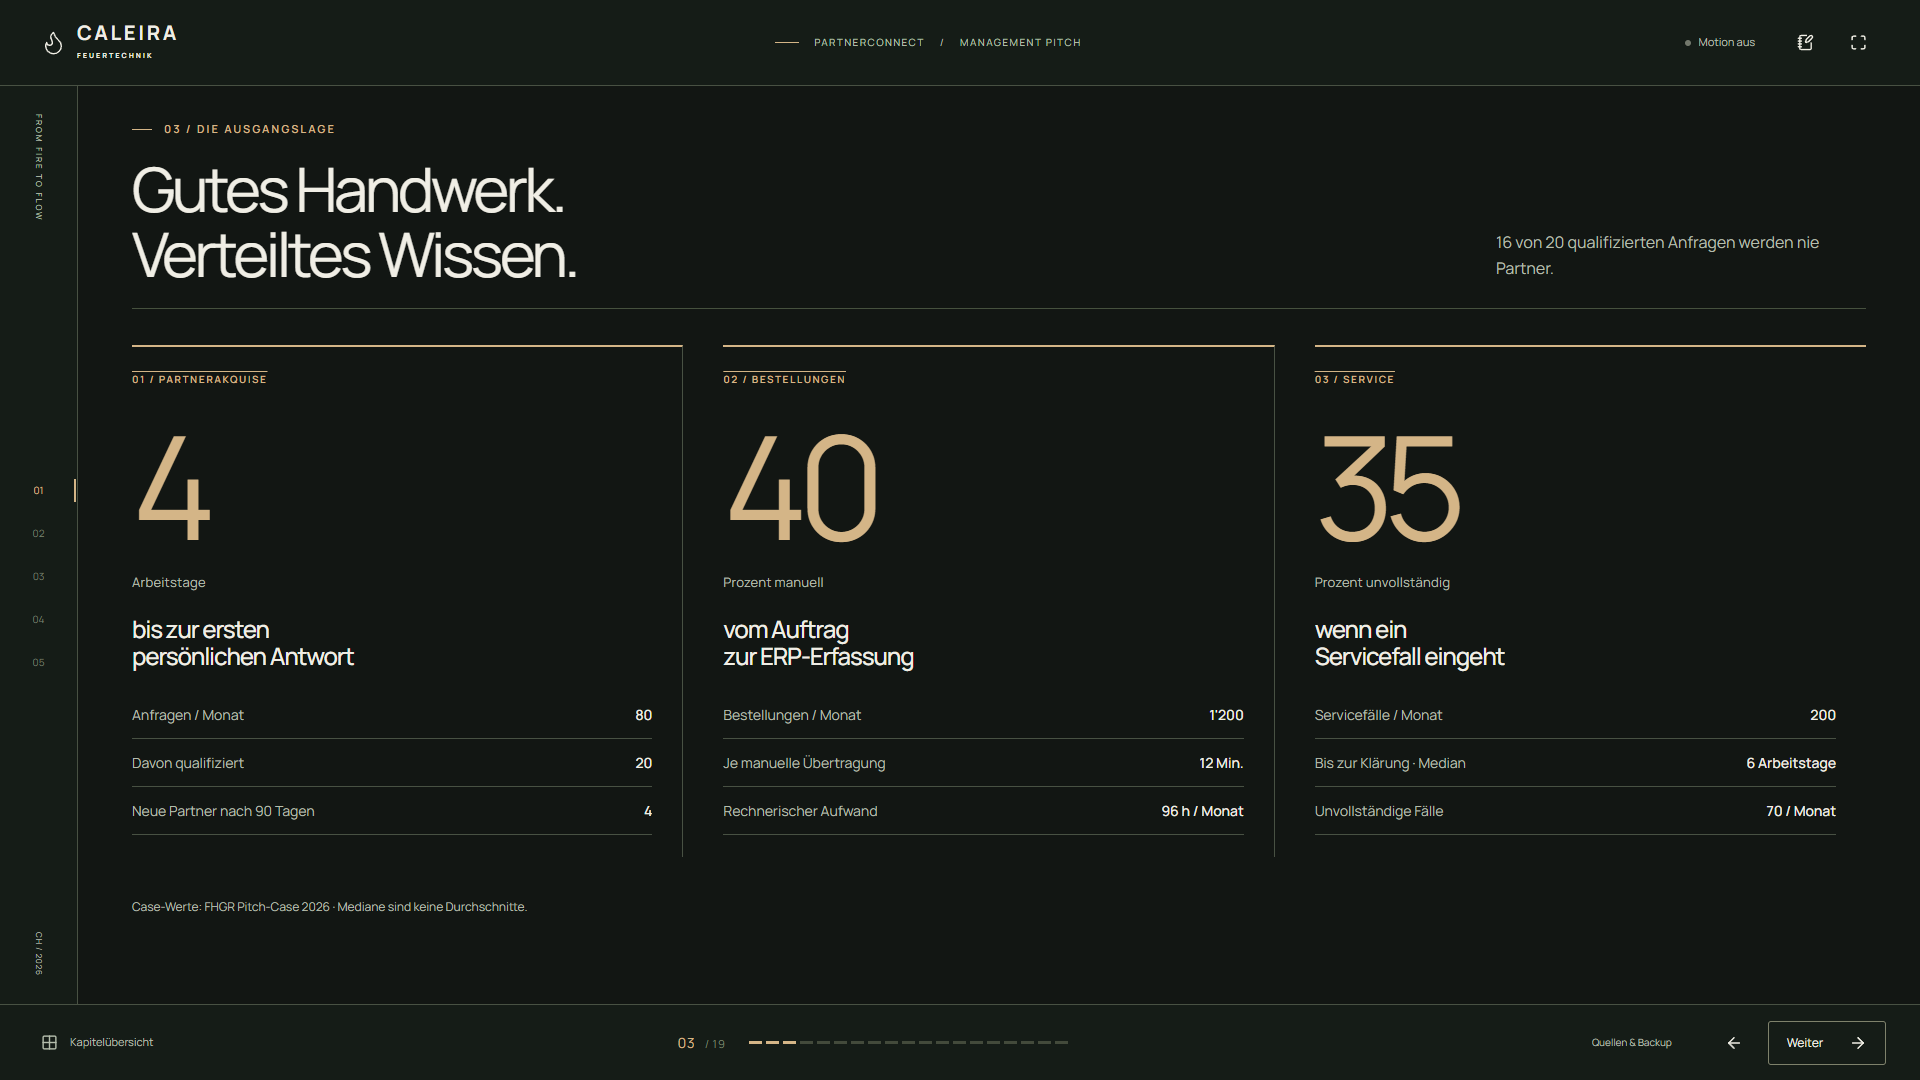 CALEIRA
FEUERTECHNIK
PARTNERCONNECT / MANAGEMENT PITCH
Motion aus
FROM FIRE TO FLOW
03 / DIE AUSGANGSLAGE
Gutes Handwerk.
Verteiltes Wissen.
16 von 20 qualifizierten Anfragen werden nie
Partner.
01 / PARTNERAKQUISE
4
Arbeitstage
bis zur ersten
persönlichen Antwort
Anfragen / Monat 80
Davon qualifiziert 20
Neue Partner nach 90 Tagen 4
02 / BESTELLUNGEN
40
Prozent manuell
vom Auftrag
zur ERP-Erfassung
Bestellungen / Monat 1'200
Je manuelle Übertragung 12 Min.
Rechnerischer Aufwand 96 h / Monat
03 / SERVICE
35
Prozent unvollständig
wenn ein
Servicefall eingeht
Servicefälle / Monat 200
Bis zur Klärung · Median 6 Arbeitstage
Unvollständige Fälle 70 / Monat
01
02
03
04
05
Case-Werte: FHGR Pitch-Case 2026 · Mediane sind keine Durchschnitte.
CH / 2026
Kapitelübersicht
03 / 19
Quellen & Backup
Weiter